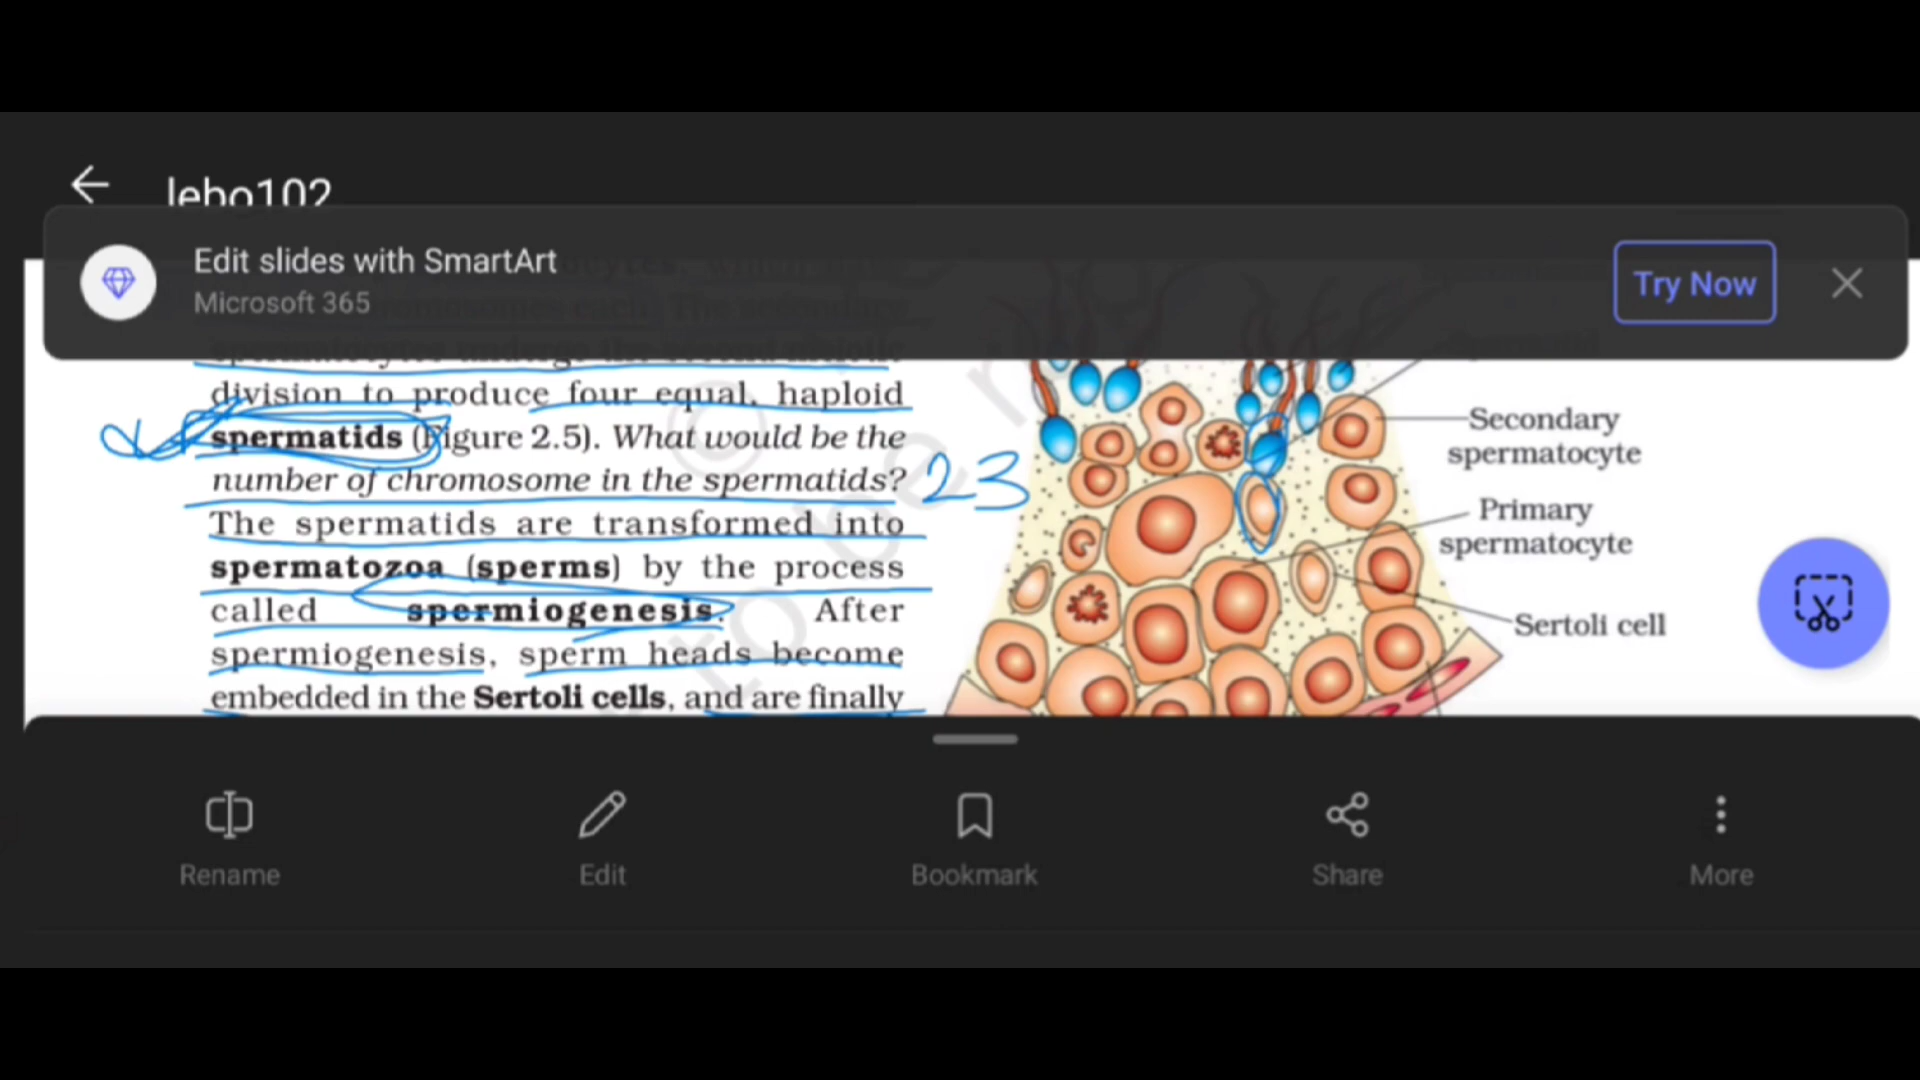 lebo102
Edit slides with SmartArt
Microsoft 365
Try Now
division to produce four equal, haploid
spermatids (Figure 2.5). What would be the
number of chromosome in the spermatids? 23
The spermatids are transformed into
spermatozoa (sperms) by the process
called spermiogenesis. After
spermiogenesis, sperm heads become
embedded in the Sertoli cells, and are finally
Secondary
spermatocyte
Primary
spermatocyte
Sertoli cell
Rename
Edit
Bookmark
Share
More